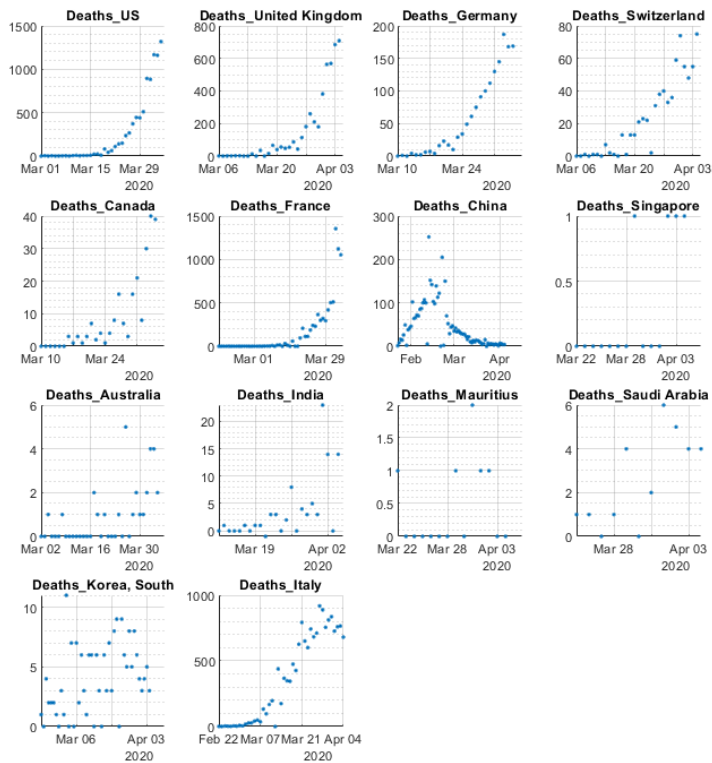 Deaths_US
1500
1000
500
0
Mar 01 Mar 15 Mar 29
2020
Deaths_United Kingdom
800
600
400
200
0
Mar 06 Mar 20 Apr 03
2020
Deaths_Germany
200
150
100
50
0
Mar 10 Mar 24
2020
Deaths_Switzerland
80
60
40
20
0
Mar 06 Mar 20 Apr 03
2020
Deaths_Canada
40
30
20
10
0
Mar 10 Mar 24
2020
Deaths_France
1500
1000
500
0
Mar 01 Mar 29
2020
Deaths_China
300
200
100
0
Feb Mar Apr
2020
Deaths_Singapore
1
0.5
0
Mar 22 Mar 28 Apr 03
2020
Deaths_Australia
6
4
2
0
Mar 02 Mar 16 Mar 30
2020
Deaths_India
20
10
0
Mar 19 Apr 02
2020
Deaths_Mauritius
2
1.5
1
0.5
0
Mar 22 Mar 28 Apr 03
2020
Deaths_Saudi Arabia
6
4
2
0
Mar 28 Apr 03
2020
Deaths_Korea, South
10
5
0
Mar 06 Apr 03
2020
Deaths_Italy
1000
500
0
Feb 22 Mar 07 Mar 21 Apr 04
2020